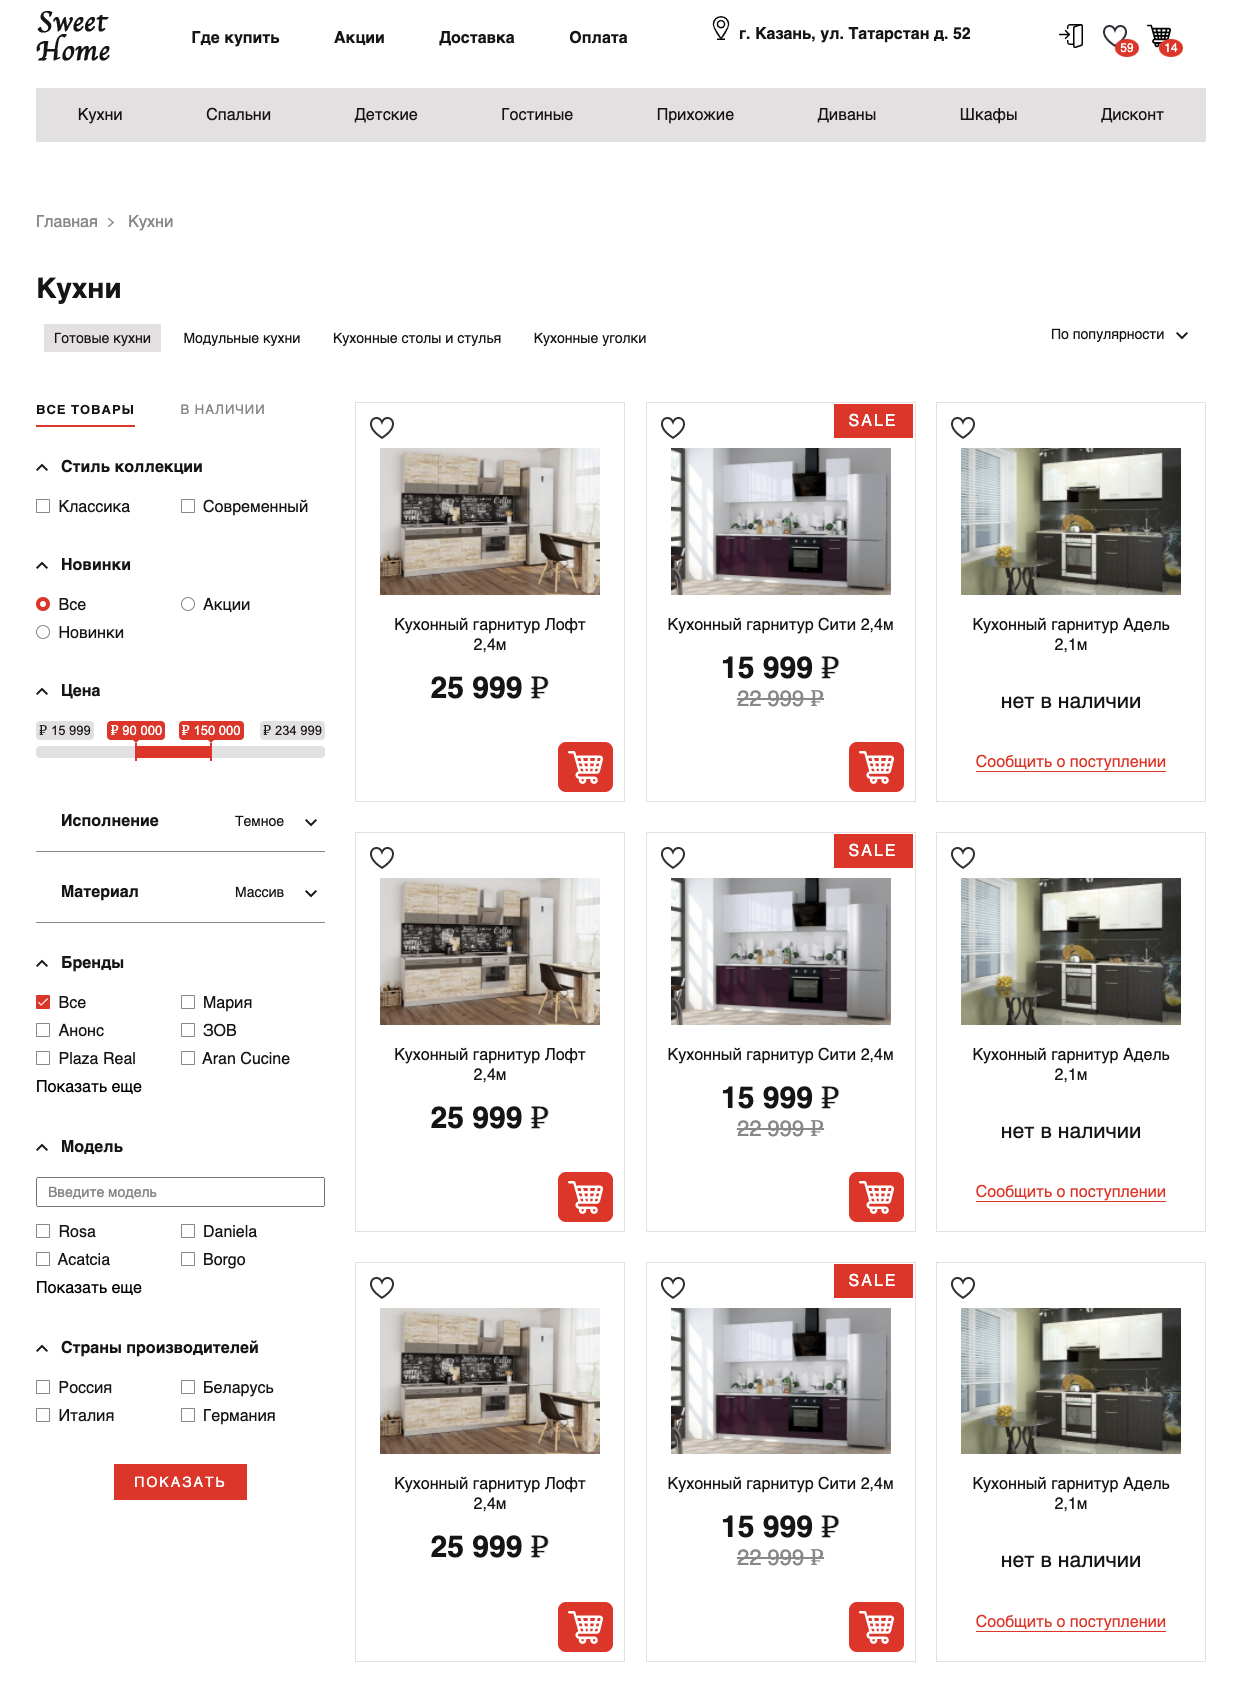 Sweet
Home
Где купить
Акции
Доставка
Оплата
г. Казань, ул. Татарстан д. 52
59
14
Кухни
Спальни
Детские
Гостиные
Прихожие
Диваны
Шкафы
Дисконт
Главная > Кухни
Кухни
Готовые кухни
Модульные кухни
Кухонные столы и стулья
Кухонные уголки
По популярности
ВСЕ ТОВАРЫ
В НАЛИЧИИ
Стиль коллекции
Классика
Современный
Новинки
Все
Акции
Новинки
Цена
₽ 15 999
₽ 90 000
₽ 150 000
₽ 234 999
Исполнение
Темное
Материал
Массив
Бренды
Все
Мария
Анонс
ЗОВ
Plaza Real
Aran Cucine
Показать еще
Модель
Введите модель
Rosa
Daniela
Acatcia
Borgo
Показать еще
Страны производителей
Россия
Беларусь
Италия
Германия
ПОКАЗАТЬ
Кухонный гарнитур Лофт
2,4м
25 999 ₽
SALE
Кухонный гарнитур Сити 2,4м
15 999 ₽
22 999 ₽
Кухонный гарнитур Адель
2,1м
нет в наличии
Сообщить о поступлении
Кухонный гарнитур Лофт
2,4м
25 999 ₽
SALE
Кухонный гарнитур Сити 2,4м
15 999 ₽
22 999 ₽
Кухонный гарнитур Адель
2,1м
нет в наличии
Сообщить о поступлении
Кухонный гарнитур Лофт
2,4м
25 999 ₽
SALE
Кухонный гарнитур Сити 2,4м
15 999 ₽
22 999 ₽
Кухонный гарнитур Адель
2,1м
нет в наличии
Сообщить о поступлении